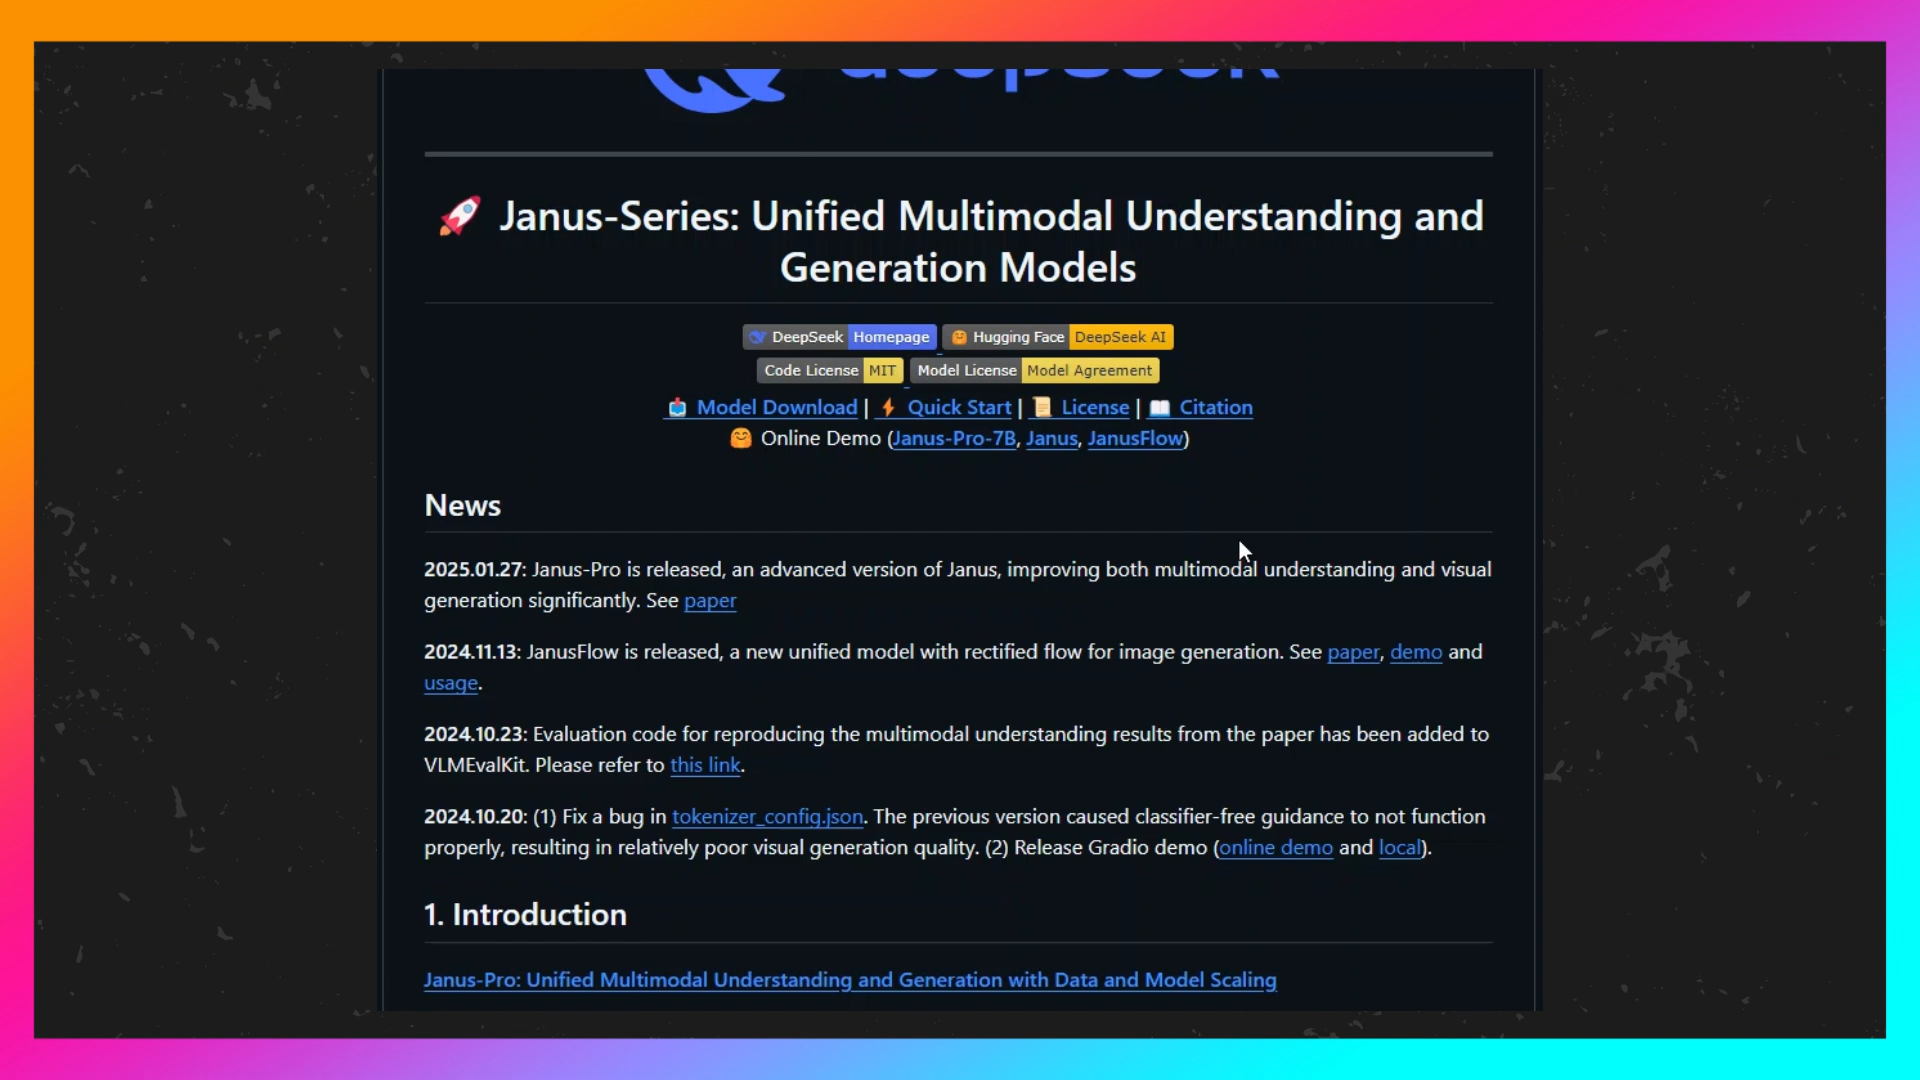 deepseek
🚀 Janus-Series: Unified Multimodal Understanding and
Generation Models
DeepSeek Homepage Hugging Face DeepSeek AI
Code License MIT Model License Model Agreement
Model Download | Quick Start | License | Citation
Online Demo (Janus-Pro-7B, Janus, JanusFlow)
News
2025.01.27: Janus-Pro is released, an advanced version of Janus, improving both multimodal understanding and visual
generation significantly. See paper
2024.11.13: JanusFlow is released, a new unified model with rectified flow for image generation. See paper, demo and
usage.
2024.10.23: Evaluation code for reproducing the multimodal understanding results from the paper has been added to
VLMEvalKit. Please refer to this link.
2024.10.20: (1) Fix a bug in tokenizer_config.json. The previous version caused classifier-free guidance to not function
properly, resulting in relatively poor visual generation quality. (2) Release Gradio demo (online demo and local).
1. Introduction
Janus-Pro: Unified Multimodal Understanding and Generation with Data and Model Scaling